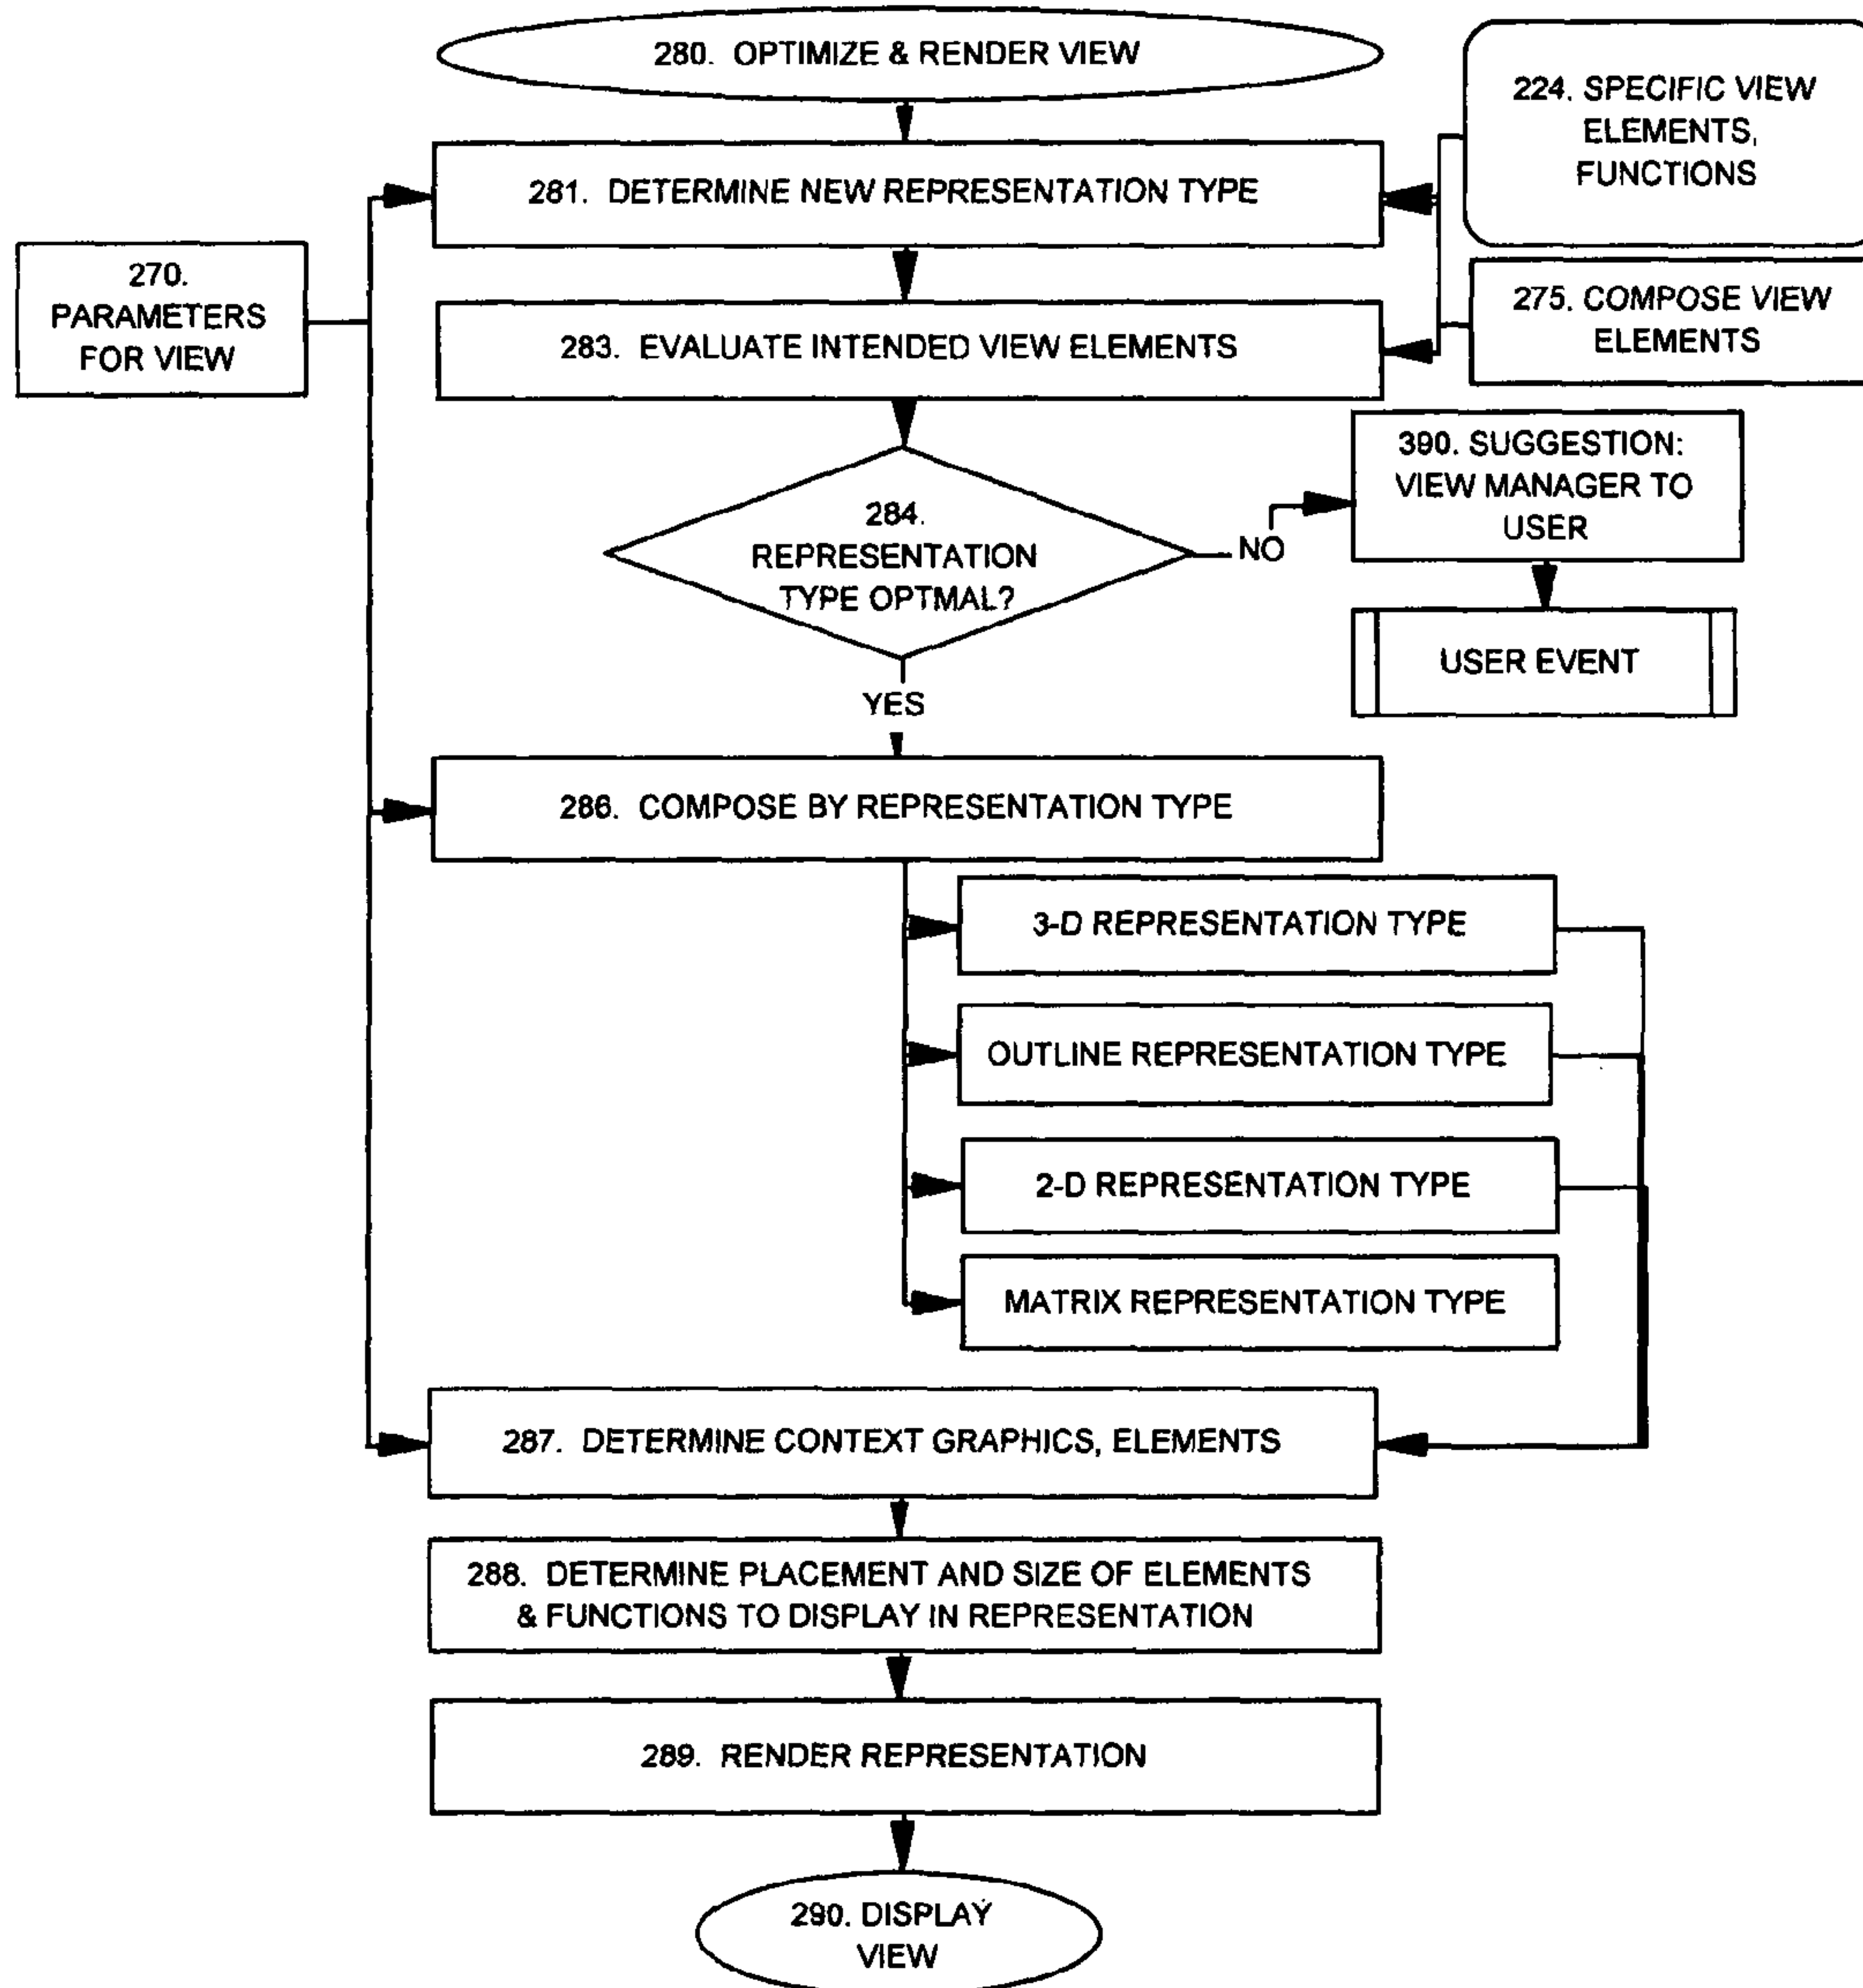 280. OPTIMIZE & RENDER VIEW
224. SPECIFIC VIEW
ELEMENTS,
FUNCTIONS
281. DETERMINE NEW REPRESENTATION TYPE
270.
PARAMETERS
FOR VIEW
275. COMPOSE VIEW
ELEMENTS
283. EVALUATE INTENDED VIEW ELEMENTS
390. SUGGESTION:
VIEW MANAGER TO
USER
284.
REPRESENTATION
TYPE OPTMAL?
NO
USER EVENT
YES
286. COMPOSE BY REPRESENTATION TYPE
3-D REPRESENTATION TYPE
OUTLINE REPRESENTATION TYPE
2-D REPRESENTATION TYPE
MATRIX REPRESENTATION TYPE
287. DETERMINE CONTEXT GRAPHICS, ELEMENTS
288. DETERMINE PLACEMENT AND SIZE OF ELEMENTS
& FUNCTIONS TO DISPLAY IN REPRESENTATION
289. RENDER REPRESENTATION
290. DISPLAY
VIEW